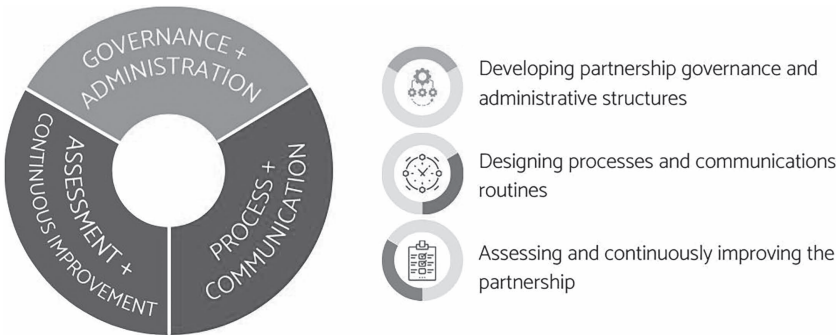 GOVERNANCE +
ADMINISTRATION
ASSESSMENT +
CONTINUOUS IMPROVEMENT
PROCESS +
COMMUNICATION
Developing partnership governance and
administrative structures
Designing processes and communications
routines
Assessing and continuously improving the
partnership